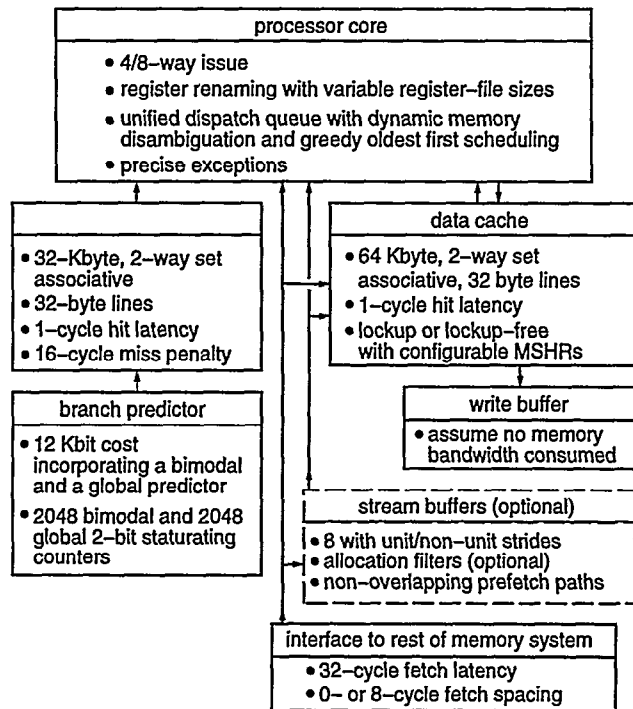 processor core
• 4/8-way issue
• register renaming with variable register-file sizes
• unified dispatch queue with dynamic memory
disambiguation and greedy oldest first scheduling
• precise exceptions
• 32-Kbyte, 2-way set
associative
• 32-byte lines
• 1-cycle hit latency
• 16-cycle miss penalty
data cache
• 64 Kbyte, 2-way set
associative, 32 byte lines
• 1-cycle hit latency
• lockup or lockup-free
with configurable MSHRs
branch predictor
• 12 Kbit cost
incorporating a bimodal
and a global predictor
• 2048 bimodal and 2048
global 2-bit staturating
counters
write buffer
• assume no memory
bandwidth consumed
stream buffers (optional)
• 8 with unit/non-unit strides
• allocation filters (optional)
• non-overlapping prefetch paths
interface to rest of memory system
• 32-cycle fetch latency
• 0- or 8-cycle fetch spacing